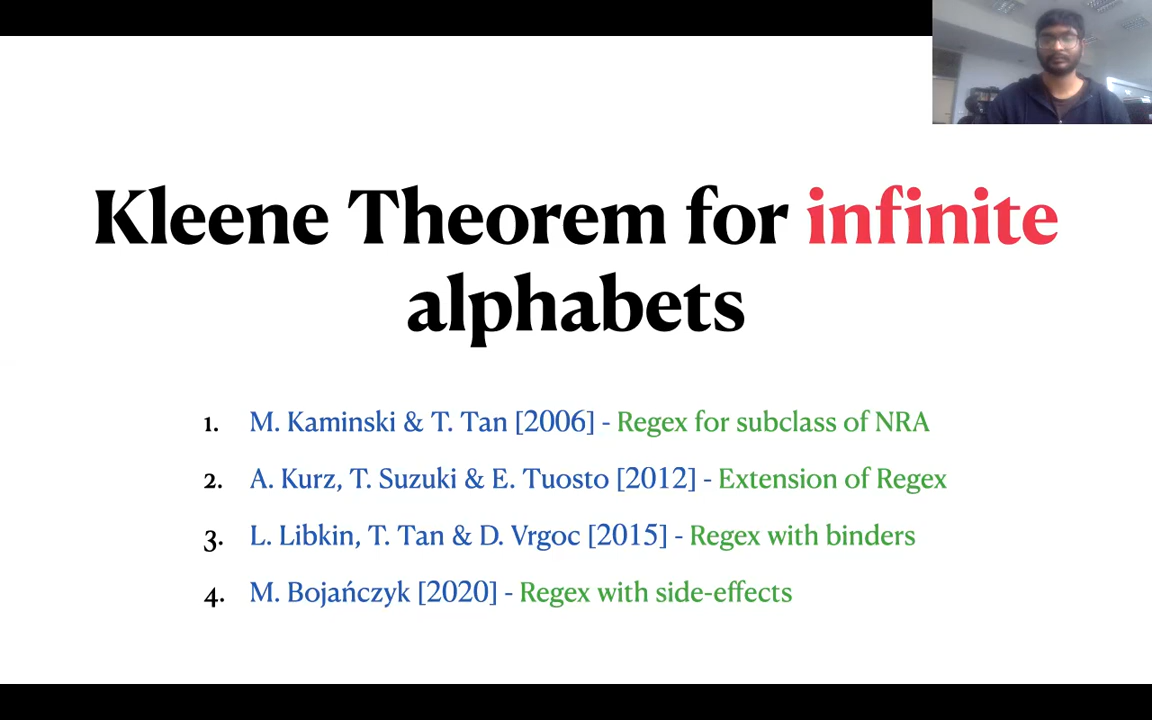 Kleene Theorem for infinite
alphabets
1. M. Kaminski & T. Tan [2006] - Regex for subclass of NRA
2. A. Kurz, T. Suzuki & E. Tuosto [2012] - Extension of Regex
3. L. Libkin, T. Tan & D. Vrgoc [2015] - Regex with binders
4. M. Bojańczyk [2020] - Regex with side-effects